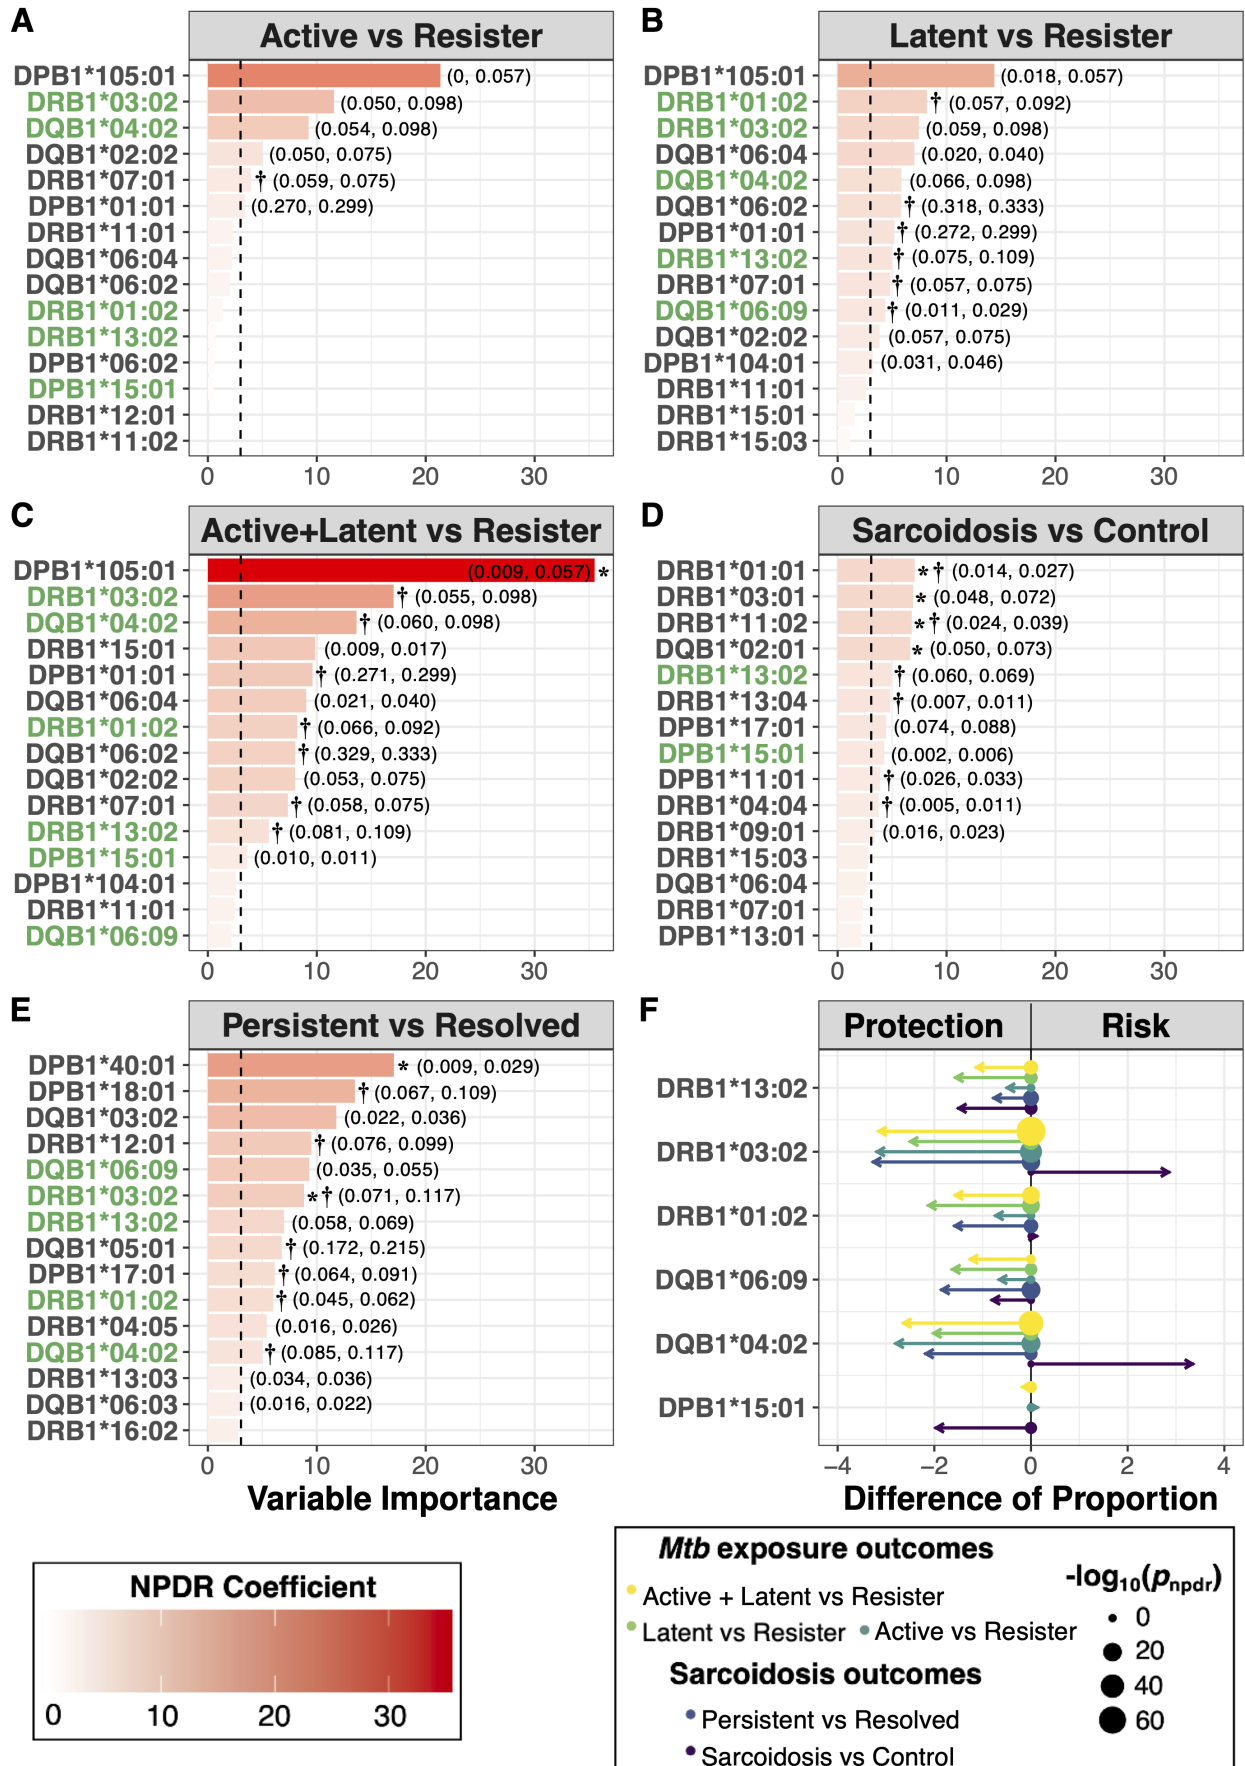 A
Active vs Resister
DPB1*105:01 (0, 0.057)
DRB1*03:02 (0.050, 0.098)
DQB1*04:02 (0.054, 0.098)
DQB1*02:02 (0.050, 0.075)
DRB1*07:01 † (0.059, 0.075)
DPB1*01:01 (0.270, 0.299)
DRB1*11:01
DQB1*06:04
DQB1*06:02
DRB1*01:02
DRB1*13:02
DPB1*06:02
DPB1*15:01
DRB1*12:01
DRB1*11:02
0 10 20 30
B
Latent vs Resister
DPB1*105:01 (0.018, 0.057)
DRB1*01:02 † (0.057, 0.092)
DRB1*03:02 (0.059, 0.098)
DQB1*06:04 (0.020, 0.040)
DQB1*04:02 (0.066, 0.098)
DQB1*06:02 † (0.318, 0.333)
DPB1*01:01 † (0.272, 0.299)
DRB1*13:02 † (0.075, 0.109)
DRB1*07:01 † (0.057, 0.075)
DQB1*06:09 † (0.011, 0.029)
DQB1*02:02 (0.057, 0.075)
DPB1*104:01 (0.031, 0.046)
DRB1*11:01
DRB1*15:01
DRB1*15:03
0 10 20 30
C
Active+Latent vs Resister
DPB1*105:01 (0.009, 0.057) *
DRB1*03:02 † (0.055, 0.098)
DQB1*04:02 † (0.060, 0.098)
DRB1*15:01 (0.009, 0.017)
DPB1*01:01 † (0.271, 0.299)
DQB1*06:04 (0.021, 0.040)
DRB1*01:02 † (0.066, 0.092)
DQB1*06:02 † (0.329, 0.333)
DQB1*02:02 (0.053, 0.075)
DRB1*07:01 † (0.058, 0.075)
DRB1*13:02 † (0.081, 0.109)
DPB1*15:01 (0.010, 0.011)
DPB1*104:01
DRB1*11:01
DQB1*06:09
0 10 20 30
D
Sarcoidosis vs Control
DRB1*01:01 *† (0.014, 0.027)
DRB1*03:01 * (0.048, 0.072)
DRB1*11:02 *† (0.024, 0.039)
DQB1*02:01 * (0.050, 0.073)
DRB1*13:02 † (0.060, 0.069)
DRB1*13:04 † (0.007, 0.011)
DPB1*17:01 (0.074, 0.088)
DPB1*15:01 (0.002, 0.006)
DPB1*11:01 † (0.026, 0.033)
DRB1*04:04 † (0.005, 0.011)
DRB1*09:01 (0.016, 0.023)
DRB1*15:03
DQB1*06:04
DRB1*07:01
DPB1*13:01
0 10 20 30
E
Persistent vs Resolved
DPB1*40:01 * (0.009, 0.029)
DPB1*18:01 † (0.067, 0.109)
DQB1*03:02 (0.022, 0.036)
DRB1*12:01 † (0.076, 0.099)
DQB1*06:09 (0.035, 0.055)
DRB1*03:02 *† (0.071, 0.117)
DRB1*13:02 (0.058, 0.069)
DQB1*05:01 † (0.172, 0.215)
DPB1*17:01 † (0.064, 0.091)
DRB1*01:02 † (0.045, 0.062)
DRB1*04:05 (0.016, 0.026)
DQB1*04:02 † (0.085, 0.117)
DRB1*13:03 (0.034, 0.036)
DQB1*06:03 (0.016, 0.022)
DRB1*16:02
0 10 20 30
Variable Importance
F
Protection Risk
DRB1*13:02
DRB1*03:02
DRB1*01:02
DQB1*06:09
DQB1*04:02
DPB1*15:01
−4 −2 0 2 4
Difference of Proportion
NPDR Coefficient
0 10 20 30
Mtb exposure outcomes
Active + Latent vs Resister
Latent vs Resister Active vs Resister
Sarcoidosis outcomes
Persistent vs Resolved
Sarcoidosis vs Control
-log10(pnpdr)
0
20
40
60